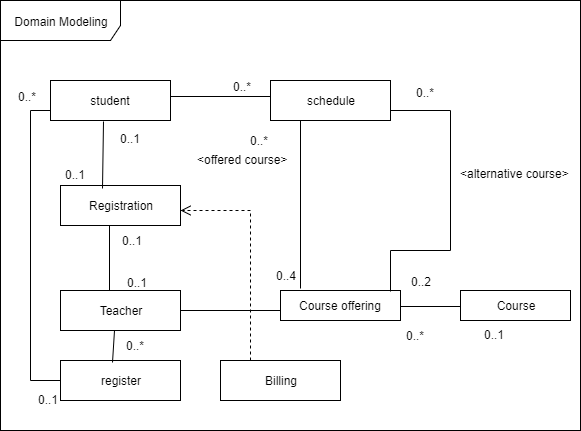 Domain Modeling
0..*
0..*
0..*
student
schedule
0..1
0..*
<offered course>
<alternative course>
0..1
Registration
0..1
0..1
0..4
0..2
Teacher
Course offering
Course
0..*
0..*
0..1
register
Billing
0..1